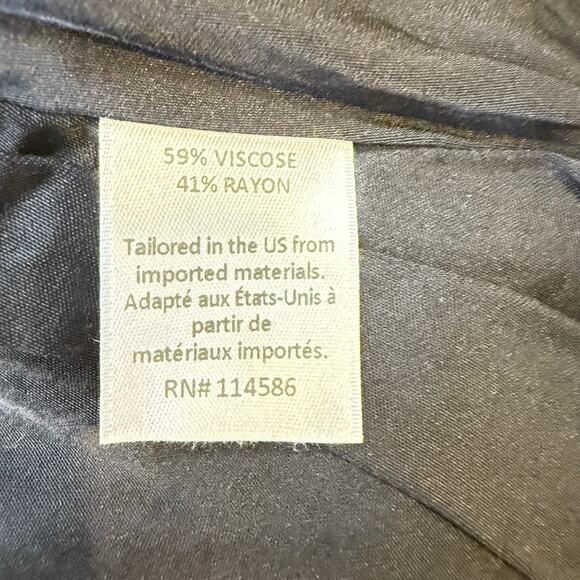 59% VISCOSE
41% RAYON
Tailored in the US from
imported materials.
Adapté aux États-Unis à
partir de
matériaux importés.
RN# 114586